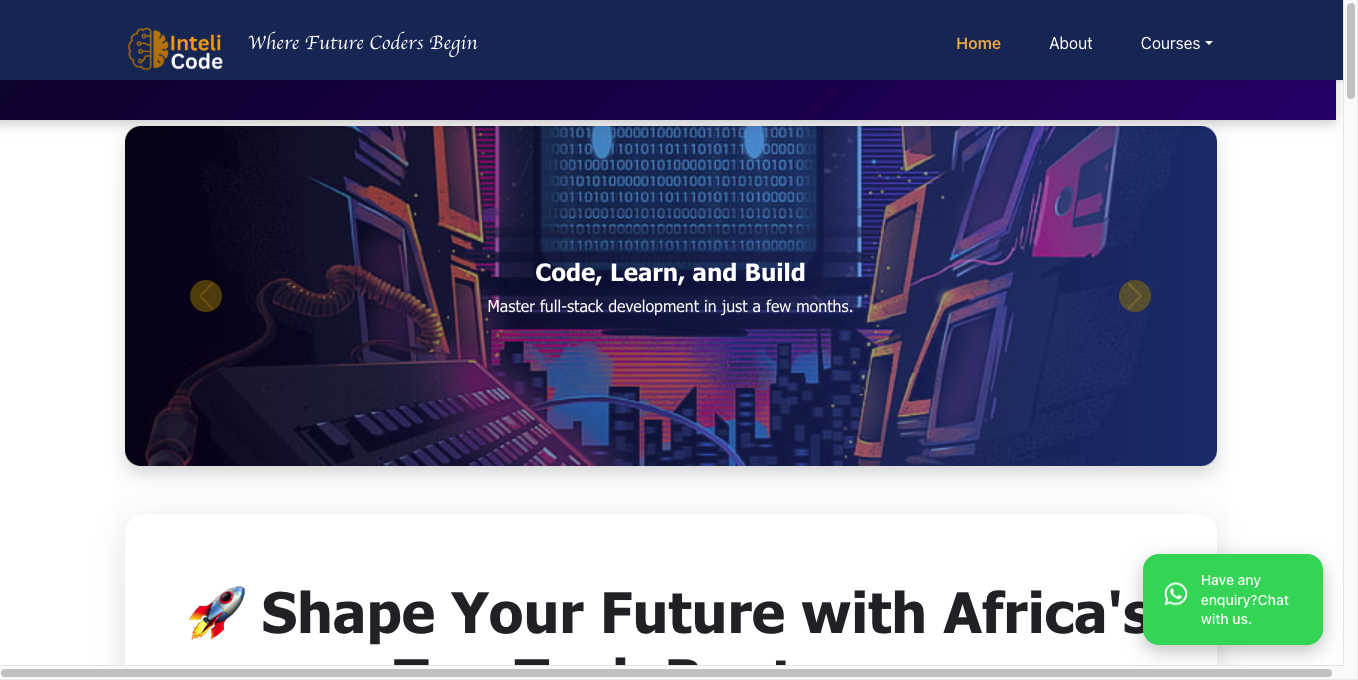 Inteli
Code
Where Future Coders Begin
Home
About
Courses
Code, Learn, and Build
Master full-stack development in just a few months.
🚀 Shape Your Future with Africa's
Have any
enquiry?Chat
with us.